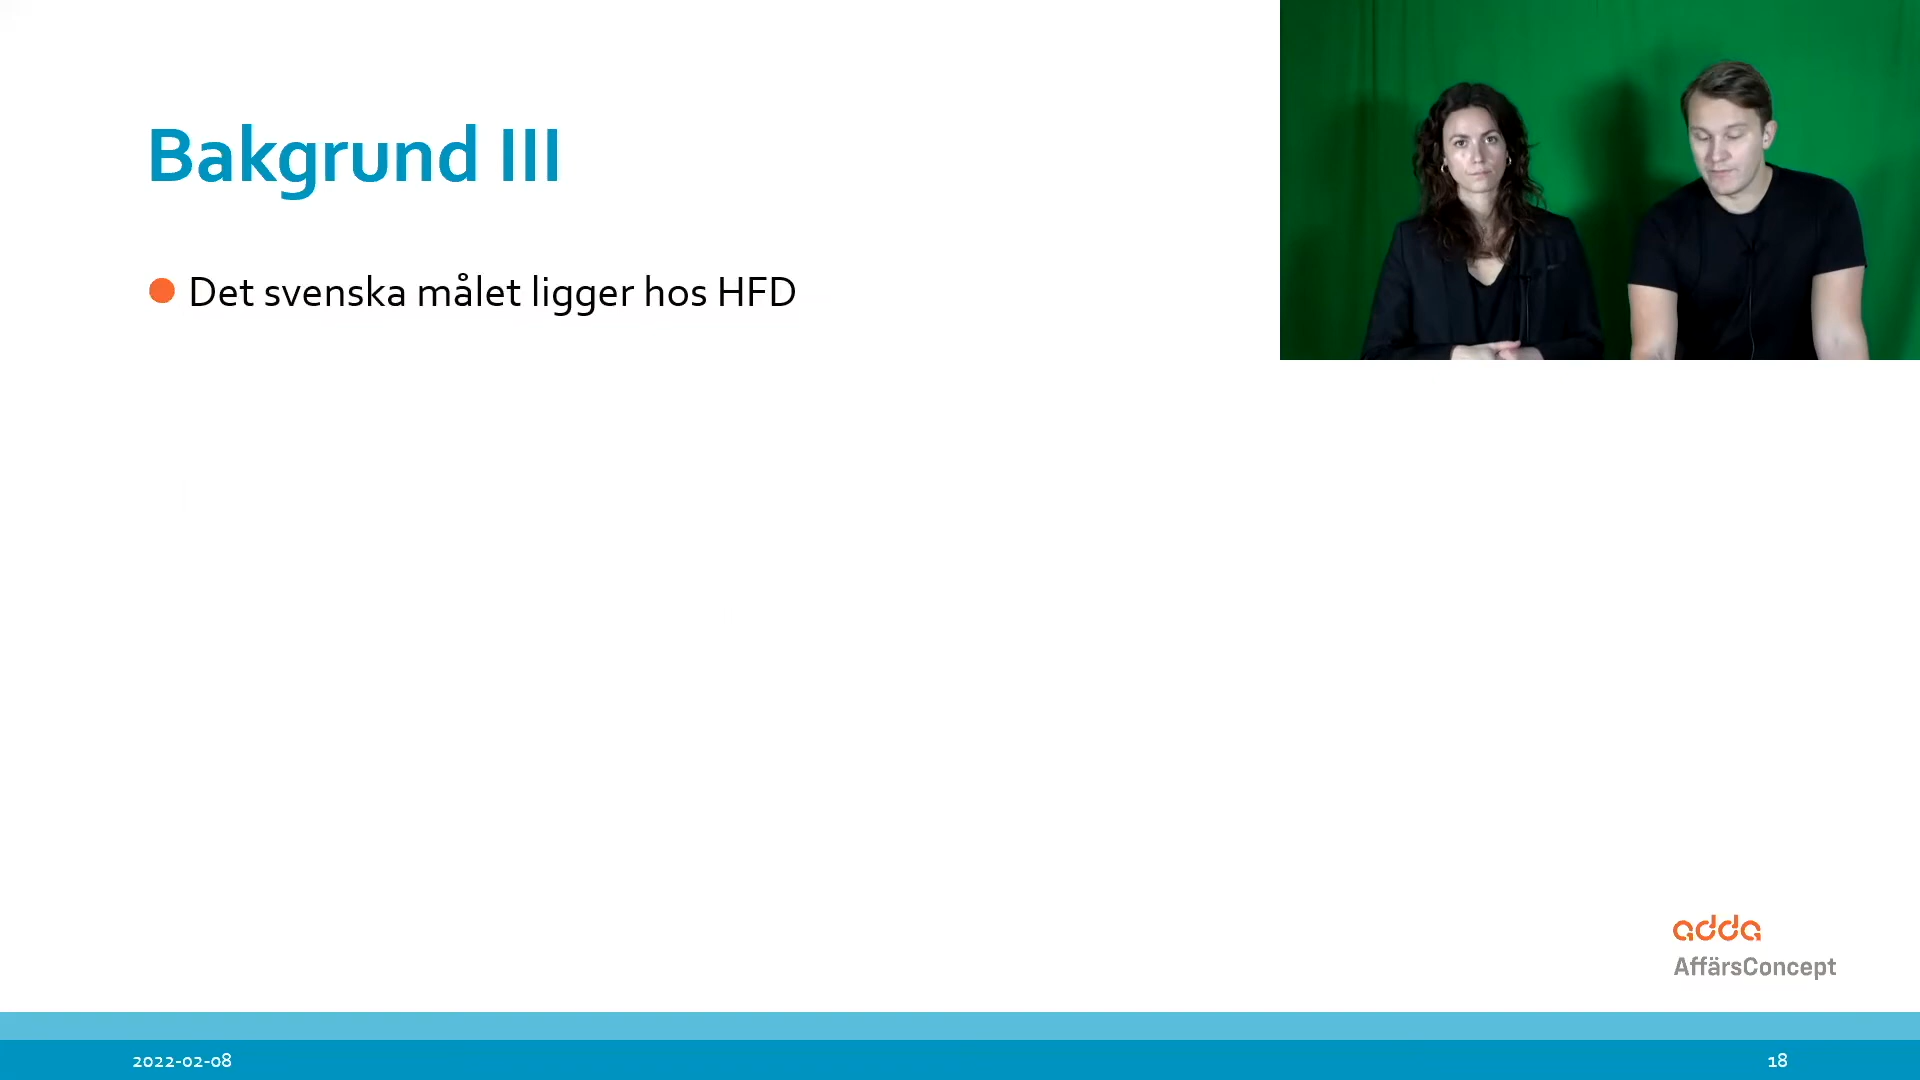 Bakgrund III
Det svenska målet ligger hos HFD
adda
AffärsConcept
2022-02-08
18